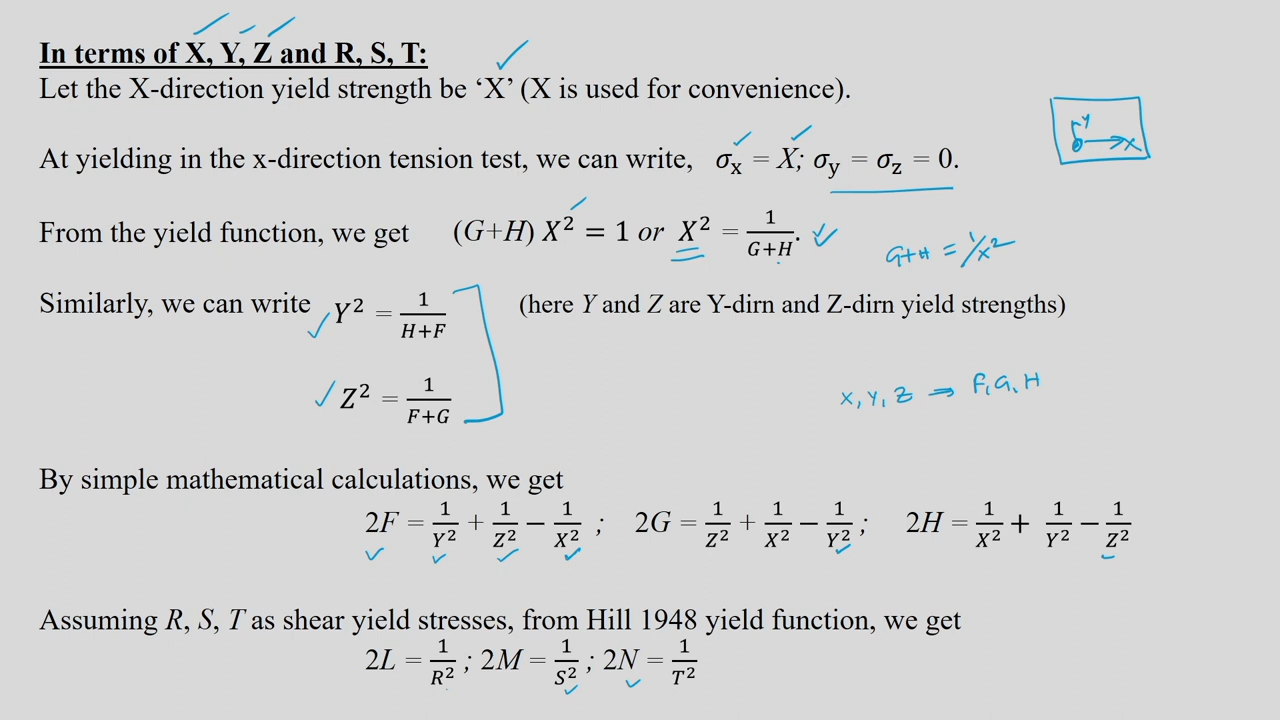 In terms of X, Y, Z and R, S, T:
Let the X-direction yield strength be ‘X’ (X is used for convenience).
Y
X
At yielding in the x-direction tension test, we can write, σx = X; σy = σz = 0.
From the yield function, we get (G+H) X² = 1 or X² = 1/(G+H).
G+H = 1/X²
Similarly, we can write Y² = 1/(H+F) (here Y and Z are Y-dirn and Z-dirn yield strengths)
Z² = 1/(F+G)
X, Y, Z ⇒ F, G, H
By simple mathematical calculations, we get
2F = 1/Y² + 1/Z² − 1/X² ; 2G = 1/Z² + 1/X² − 1/Y² ; 2H = 1/X² + 1/Y² − 1/Z²
Assuming R, S, T as shear yield stresses, from Hill 1948 yield function, we get
2L = 1/R² ; 2M = 1/S² ; 2N = 1/T²